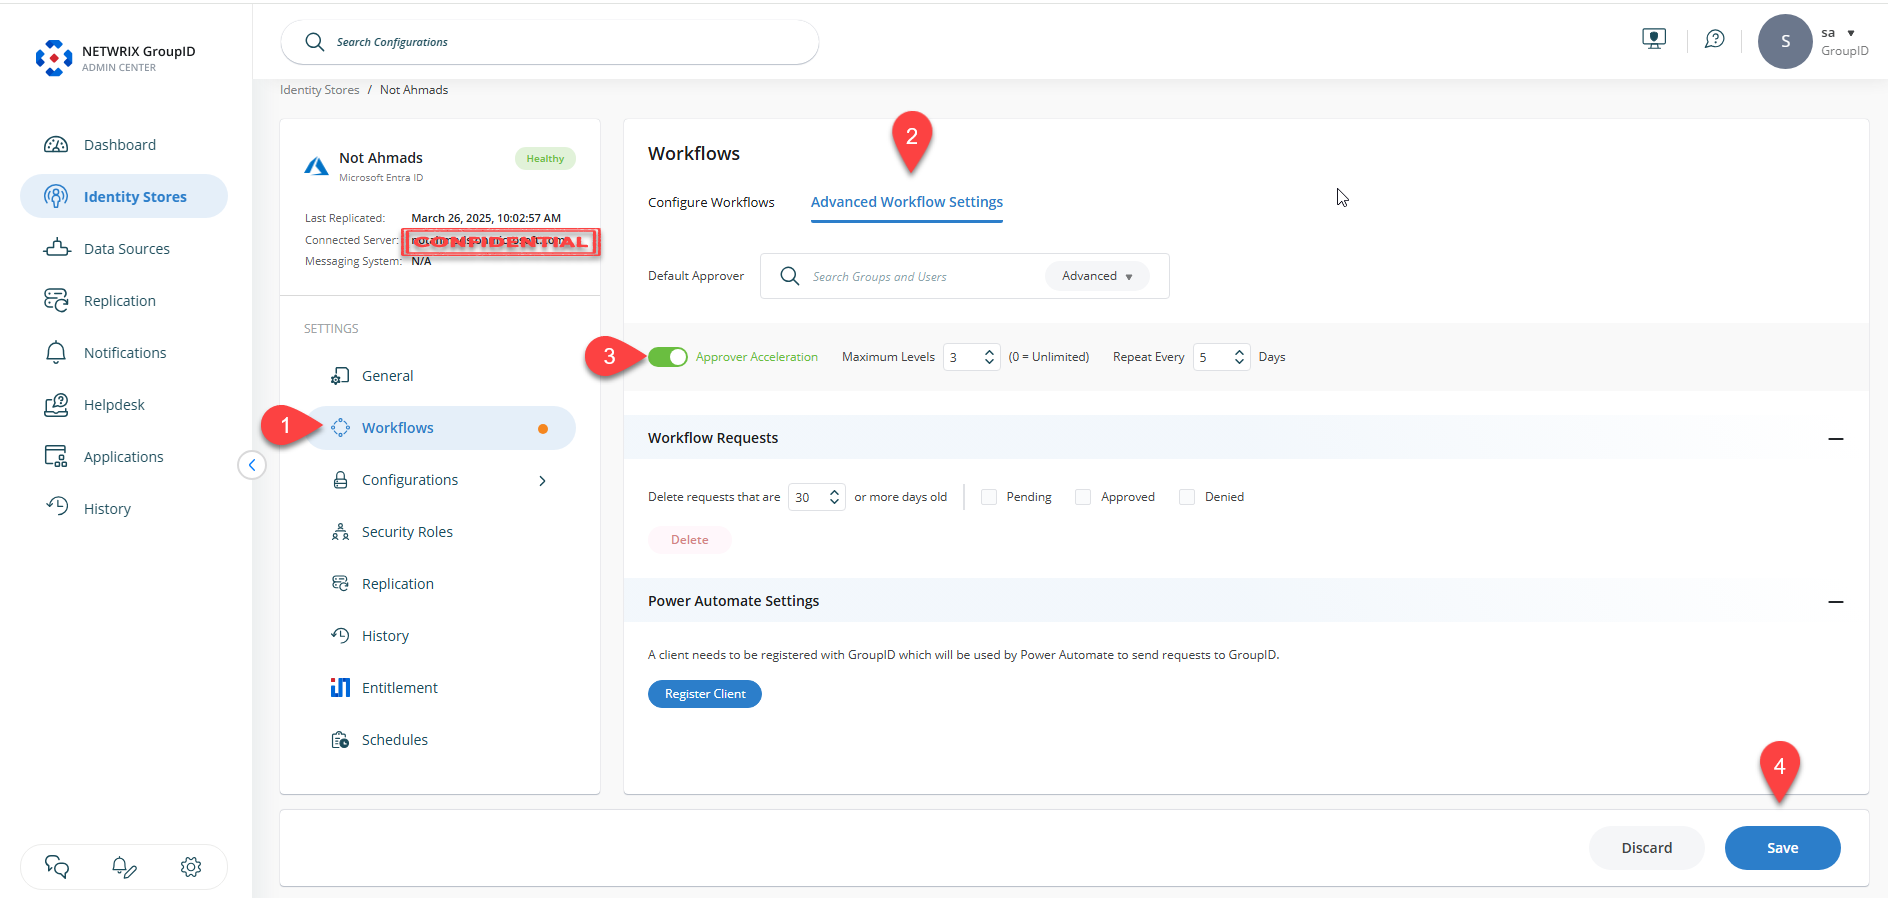 NETWRIX GroupID
ADMIN CENTER
Search Configurations
S
sa
GroupID
Dashboard
Identity Stores
Data Sources
Replication
Notifications
Helpdesk
Applications
History
Identity Stores / Not Ahmads
Not Ahmads
Healthy
Microsoft Entra ID
Last Replicated: March 26, 2025, 10:02:57 AM
Connected Server:
CONFIDENTIAL
Messaging System: N/A
SETTINGS
General
1
Workflows
Configurations
Security Roles
Replication
History
Entitlement
Schedules
Workflows
2
Configure Workflows
Advanced Workflow Settings
Default Approver
Search Groups and Users
Advanced
3
Approver Acceleration
Maximum Levels 3 (0 = Unlimited)
Repeat Every 5 Days
Workflow Requests
Delete requests that are 30 or more days old
Pending
Approved
Denied
Delete
Power Automate Settings
A client needs to be registered with GroupID which will be used by Power Automate to send requests to GroupID.
Register Client
4
Discard
Save